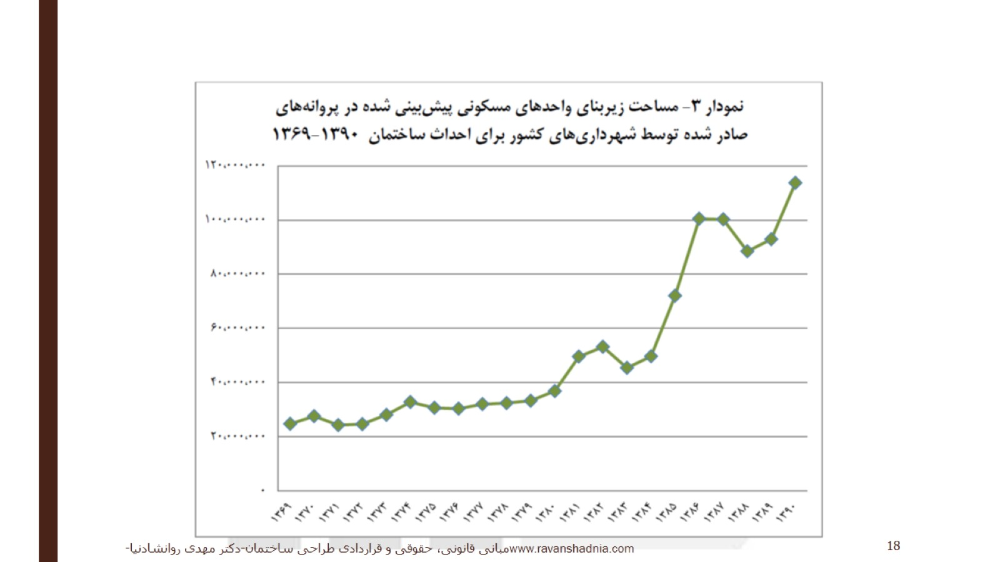 نمودار ۳- مساحت زیربنای واحدهای مسکونی پیش‌بینی شده در پروانه‌های
صادر شده توسط شهرداری‌های کشور برای احداث ساختمان ۱۳۹۰-۱۳۶۹
۱۲۰،۰۰۰،۰۰۰
۱۰۰،۰۰۰،۰۰۰
۸۰،۰۰۰،۰۰۰
۶۰،۰۰۰،۰۰۰
۴۰،۰۰۰،۰۰۰
۲۰،۰۰۰،۰۰۰
۰
۱۳۶۹ ۱۳۷۰ ۱۳۷۱ ۱۳۷۲ ۱۳۷۳ ۱۳۷۴ ۱۳۷۵ ۱۳۷۶ ۱۳۷۷ ۱۳۷۸ ۱۳۷۹ ۱۳۸۰ ۱۳۸۱ ۱۳۸۲ ۱۳۸۳ ۱۳۸۴ ۱۳۸۵ ۱۳۸۶ ۱۳۸۷ ۱۳۸۸ ۱۳۸۹ ۱۳۹۰
www.ravanshadnia.comمبانی قانونی، حقوقی و قراردادی طراحی ساختمان-دکتر مهدی روانشادنیا-
18